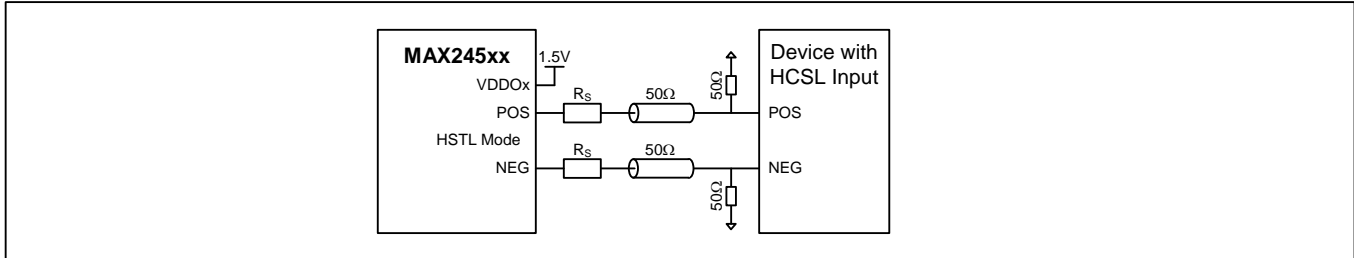 MAX245xx
1.5V
VDDOx
POS
HSTL Mode
NEG
RS
50Ω
50Ω
RS
50Ω
50Ω
Device with
HCSL Input
POS
NEG